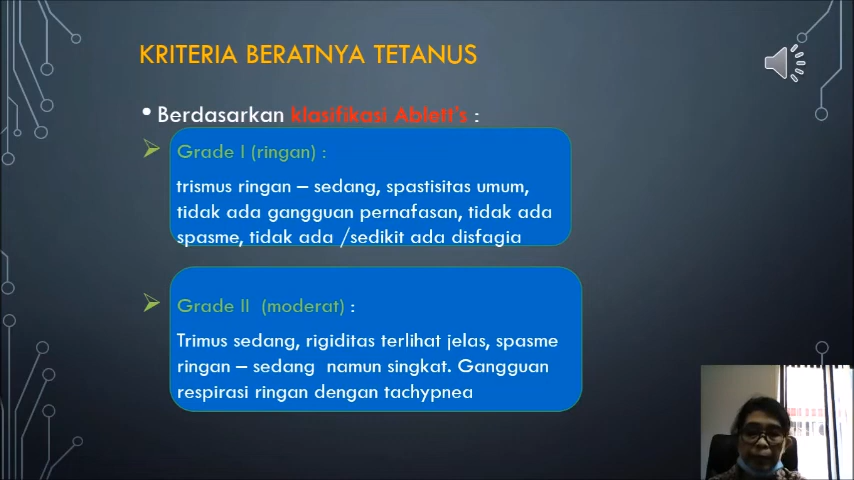 KRITERIA BERATNYA TETANUS
• Berdasarkan klasifikasi Ablett's :
Grade I (ringan) :
trismus ringan – sedang, spastisitas umum,
tidak ada gangguan pernafasan, tidak ada
spasme, tidak ada /sedikit ada disfagia
Grade II (moderat) :
Trimus sedang, rigiditas terlihat jelas, spasme
ringan – sedang namun singkat. Gangguan
respirasi ringan dengan tachypnea